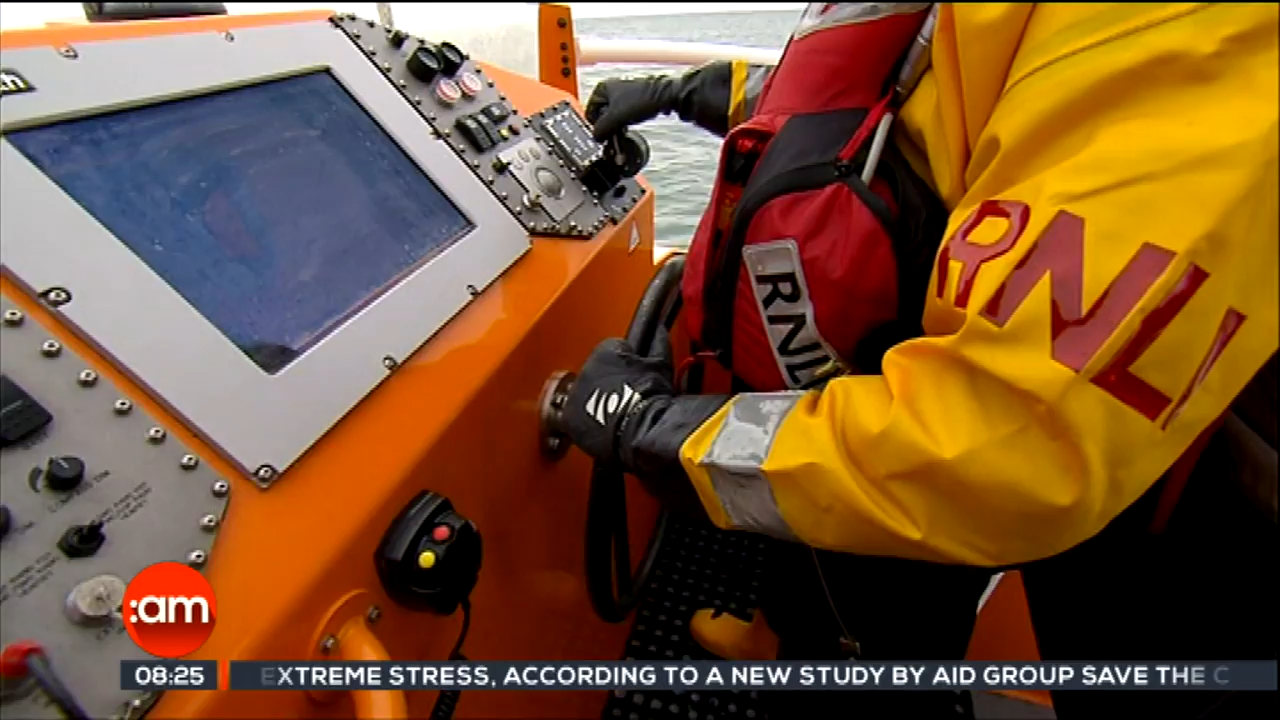 RNLI
RNLI
:am
08:25 EXTREME STRESS, ACCORDING TO A NEW STUDY BY AID GROUP SAVE THE C